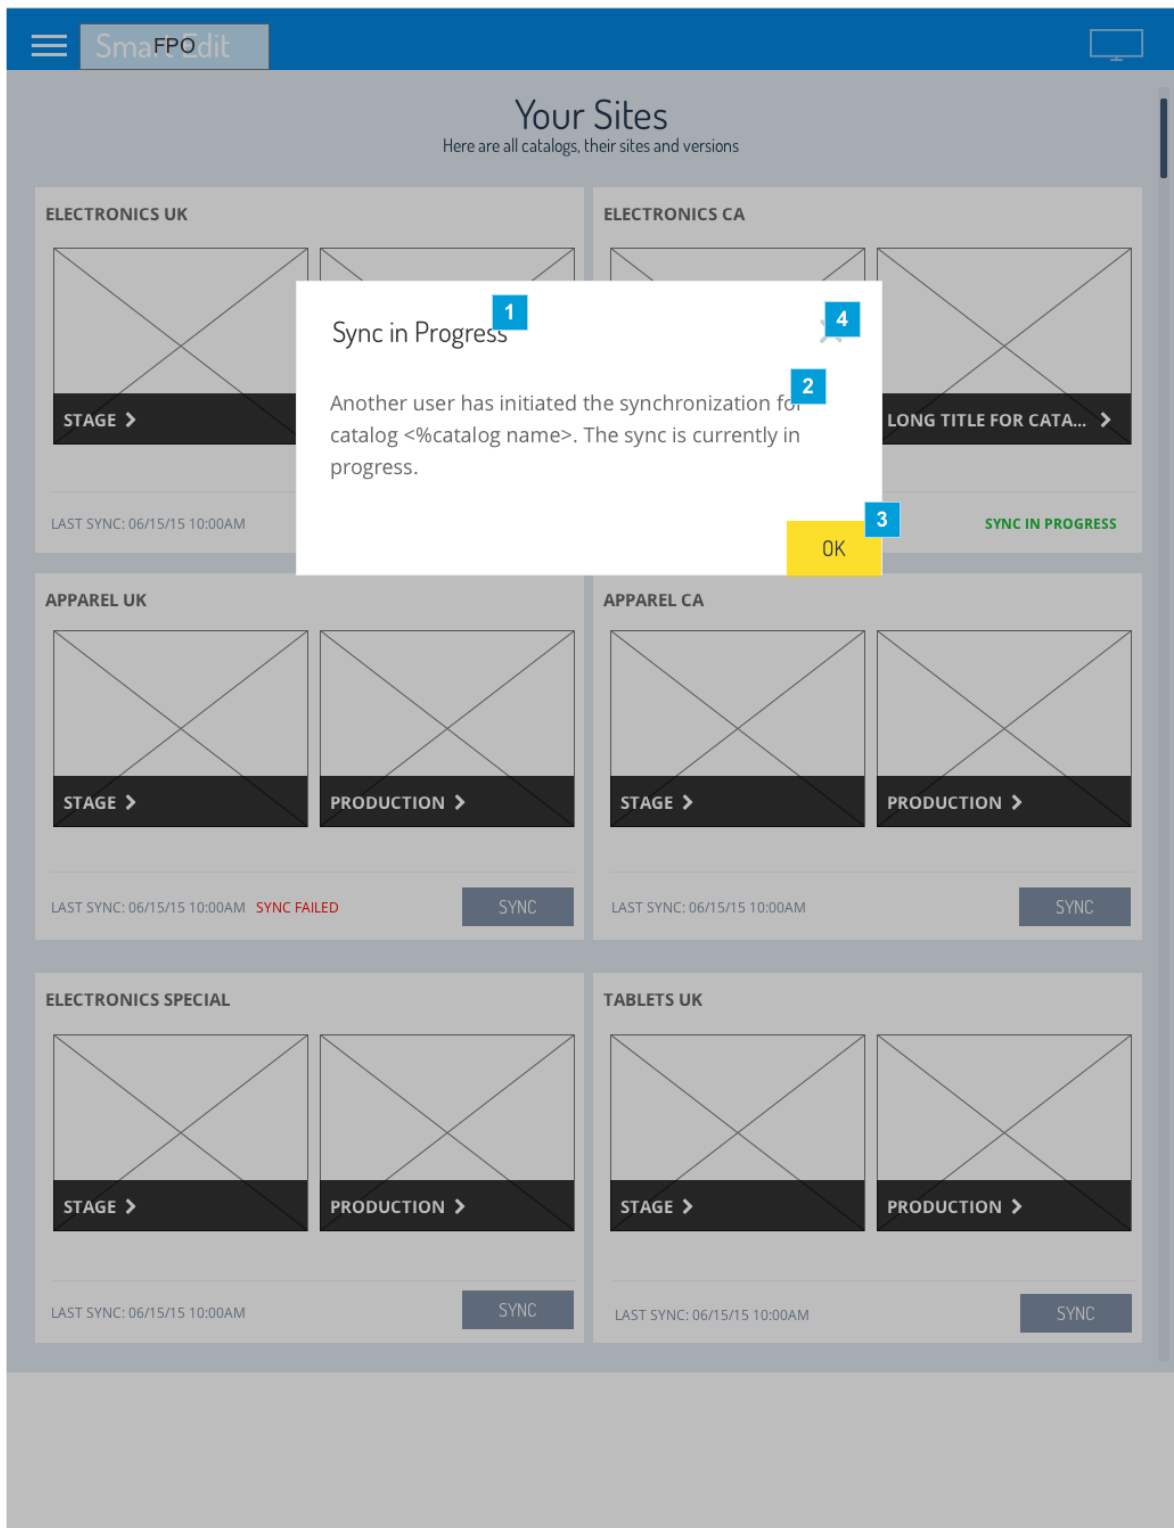 Smart Edit
FPO
Your Sites
Here are all catalogs, their sites and versions
ELECTRONICS UK
ELECTRONICS CA
1
4
Sync in Progress
2
Another user has initiated the synchronization for
catalog <%catalog name>. The sync is currently in
progress.
STAGE
LONG TITLE FOR CATA...
3
LAST SYNC: 06/15/15 10:00AM
SYNC IN PROGRESS
OK
APPAREL UK
APPAREL CA
STAGE
PRODUCTION
STAGE
PRODUCTION
LAST SYNC: 06/15/15 10:00AM SYNC FAILED
SYNC
LAST SYNC: 06/15/15 10:00AM
SYNC
ELECTRONICS SPECIAL
TABLETS UK
STAGE
PRODUCTION
STAGE
PRODUCTION
LAST SYNC: 06/15/15 10:00AM
SYNC
LAST SYNC: 06/15/15 10:00AM
SYNC